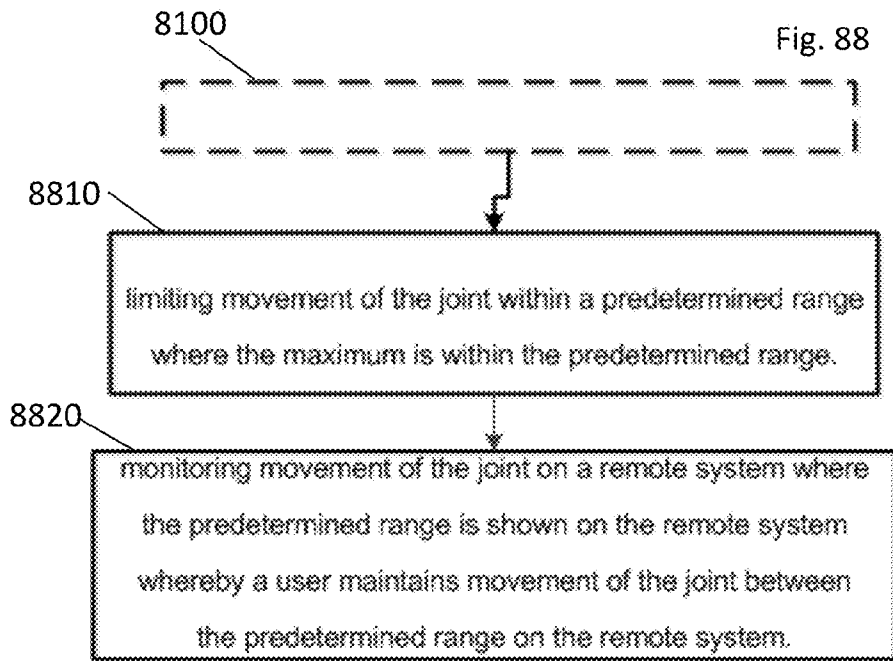 8100
Fig. 88
8810
limiting movement of the joint within a predetermined range
where the maximum is within the predetermined range.
8820
monitoring movement of the joint on a remote system where
the predetermined range is shown on the remote system
whereby a user maintains movement of the joint between
the predetermined range on the remote system.